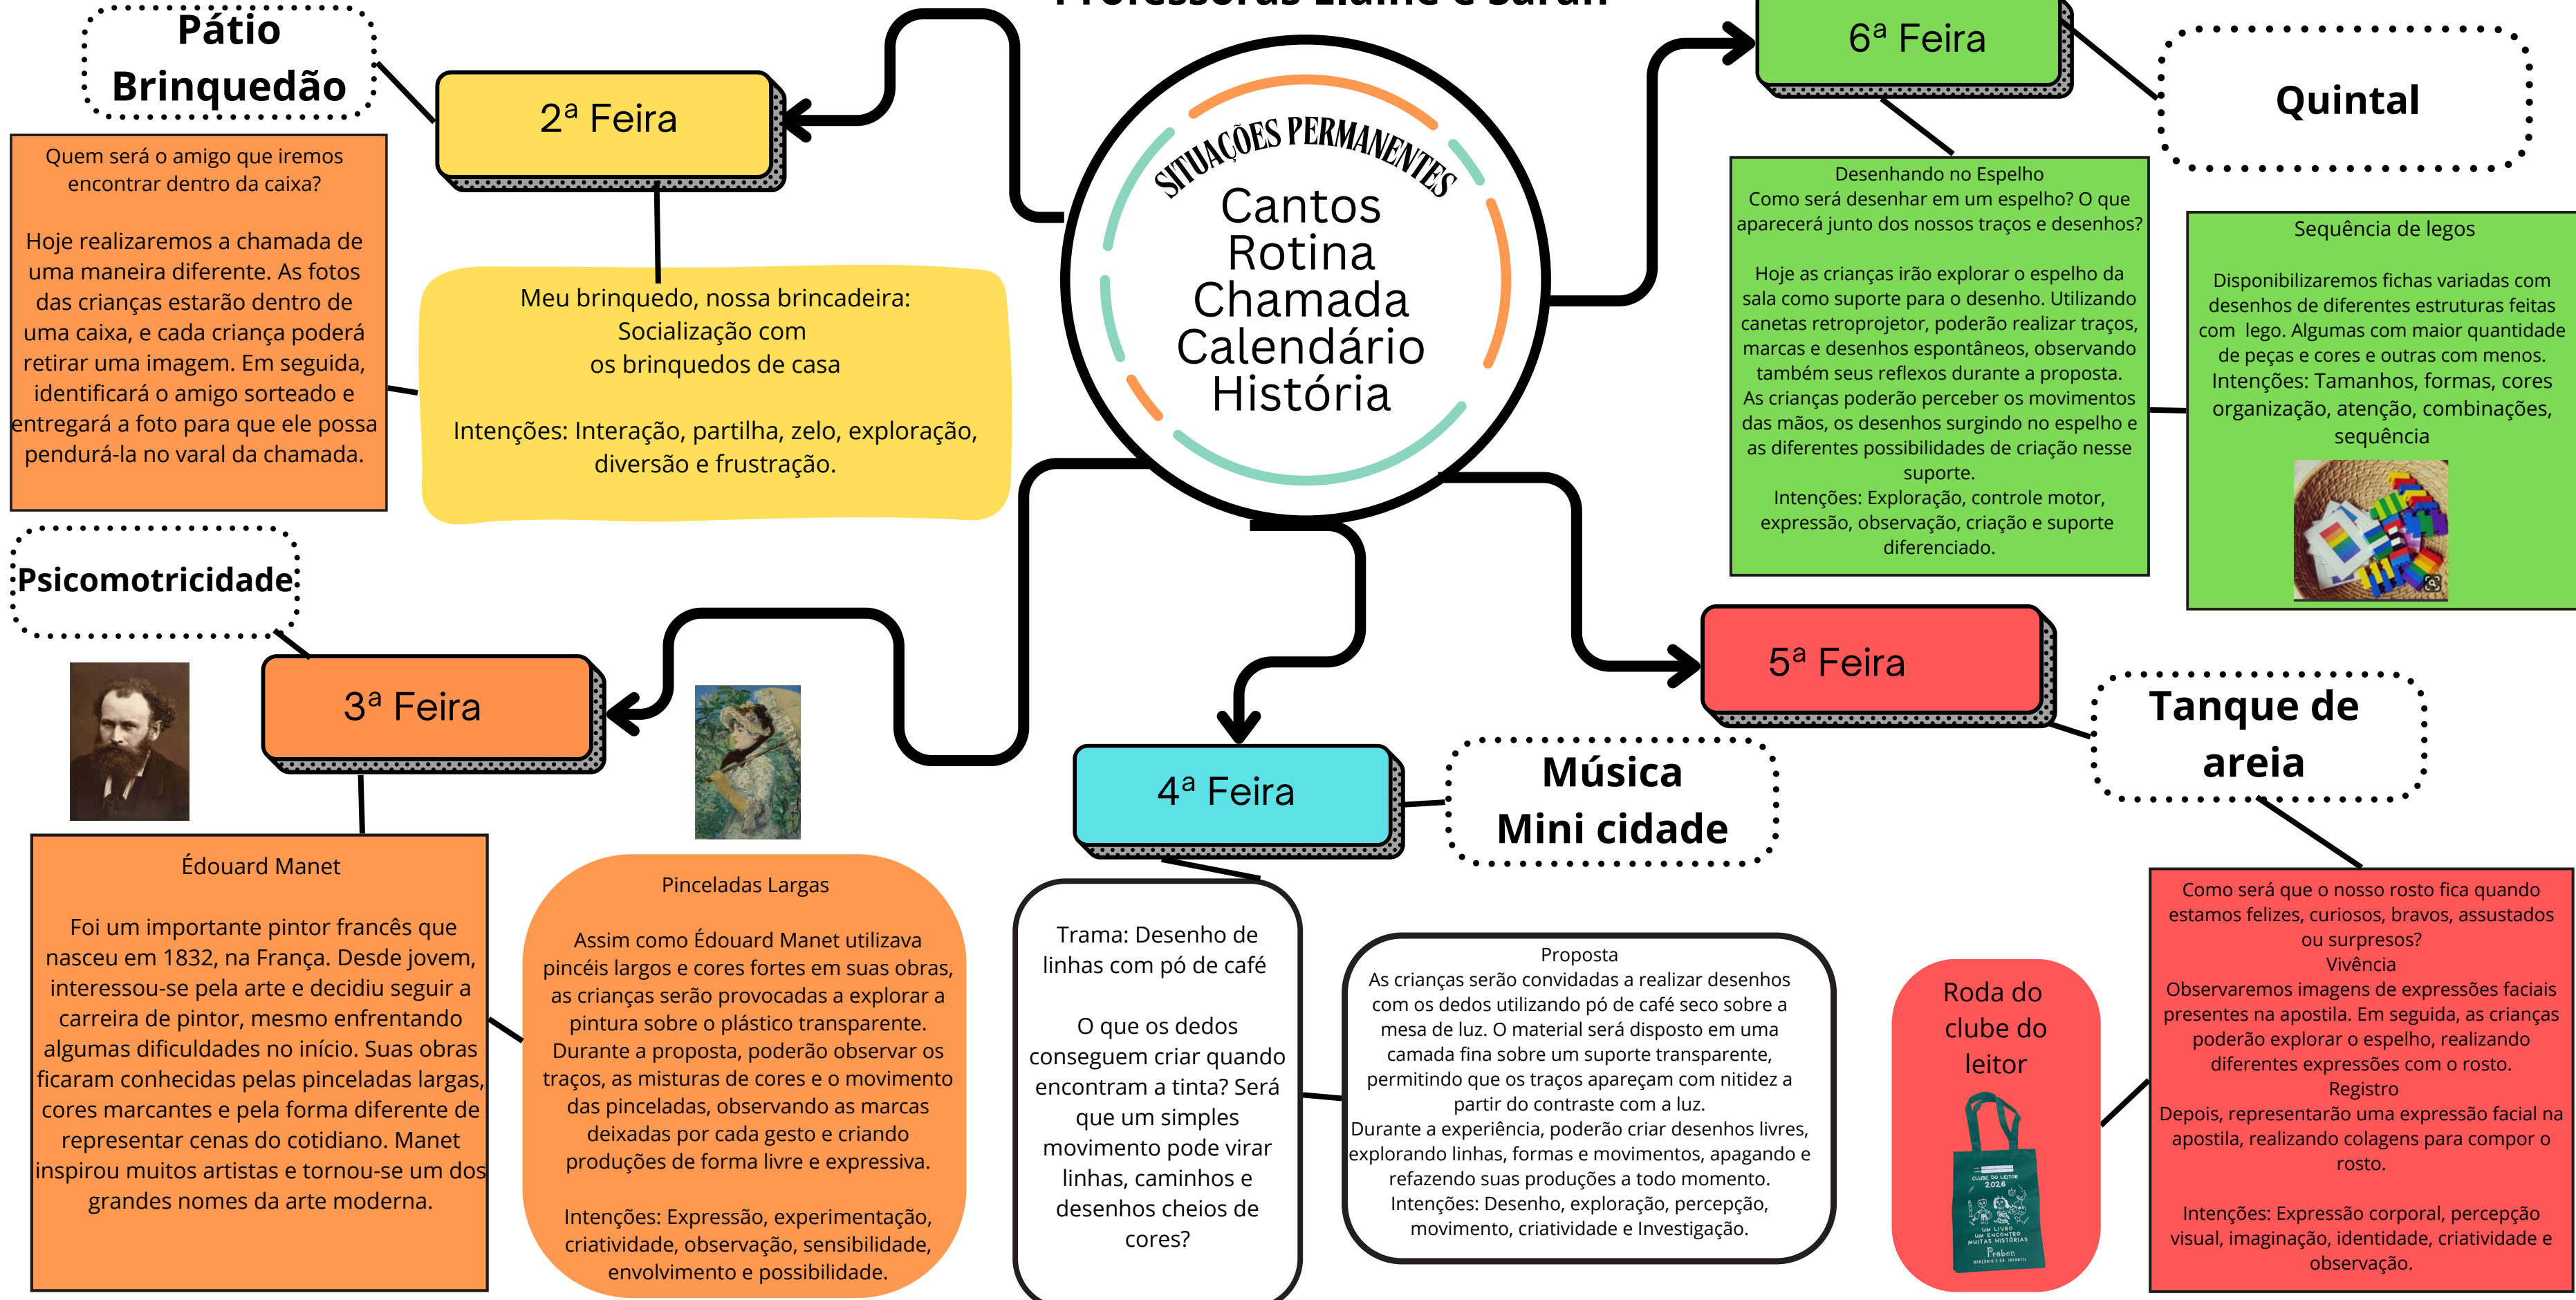 Professoras Elaine e Sarah
SITUAÇÕES PERMANENTES
Cantos
Rotina
Chamada
Calendário
História
Pátio
Brinquedão
2ª Feira
Quem será o amigo que iremos
encontrar dentro da caixa?
Hoje realizaremos a chamada de
uma maneira diferente. As fotos
das crianças estarão dentro de
uma caixa, e cada criança poderá
retirar uma imagem. Em seguida,
identificará o amigo sorteado e
entregará a foto para que ele possa
pendurá-la no varal da chamada.
Meu brinquedo, nossa brincadeira:
Socialização com
os brinquedos de casa
Intenções: Interação, partilha, zelo, exploração,
diversão e frustração.
Psicomotricidade
3ª Feira
Édouard Manet
Foi um importante pintor francês que
nasceu em 1832, na França. Desde jovem,
interessou-se pela arte e decidiu seguir a
carreira de pintor, mesmo enfrentando
algumas dificuldades no início. Suas obras
ficaram conhecidas pelas pinceladas largas,
cores marcantes e pela forma diferente de
representar cenas do cotidiano. Manet
inspirou muitos artistas e tornou-se um dos
grandes nomes da arte moderna.
Pinceladas Largas
Assim como Édouard Manet utilizava
pincéis largos e cores fortes em suas obras,
as crianças serão provocadas a explorar a
pintura sobre o plástico transparente.
Durante a proposta, poderão observar os
traços, as misturas de cores e o movimento
das pinceladas, observando as marcas
deixadas por cada gesto e criando
produções de forma livre e expressiva.
Intenções: Expressão, experimentação,
criatividade, observação, sensibilidade,
envolvimento e possibilidade.
4ª Feira
Música
Mini cidade
Trama: Desenho de
linhas com pó de café
O que os dedos
conseguem criar quando
encontram a tinta? Será
que um simples
movimento pode virar
linhas, caminhos e
desenhos cheios de
cores?
Proposta
As crianças serão convidadas a realizar desenhos
com os dedos utilizando pó de café seco sobre a
mesa de luz. O material será disposto em uma
camada fina sobre um suporte transparente,
permitindo que os traços apareçam com nitidez a
partir do contraste com a luz.
Durante a experiência, poderão criar desenhos livres,
explorando linhas, formas e movimentos, apagando e
refazendo suas produções a todo momento.
Intenções: Desenho, exploração, percepção,
movimento, criatividade e Investigação.
5ª Feira
Tanque de
areia
Como será que o nosso rosto fica quando
estamos felizes, curiosos, bravos, assustados
ou surpresos?
Vivência
Observaremos imagens de expressões faciais
presentes na apostila. Em seguida, as crianças
poderão explorar o espelho, realizando
diferentes expressões com o rosto.
Registro
Depois, representarão uma expressão facial na
apostila, realizando colagens para compor o
rosto.
Intenções: Expressão corporal, percepção
visual, imaginação, identidade, criatividade e
observação.
Roda do
clube do
leitor
CLUBE DO LEITOR
2026
UM LIVRO
UM ENCONTRO
MUITAS HISTÓRIAS
Proben
BERÇÁRIO E ED. INFANTIL
6ª Feira
Quintal
Desenhando no Espelho
Como será desenhar em um espelho? O que
aparecerá junto dos nossos traços e desenhos?
Hoje as crianças irão explorar o espelho da
sala como suporte para o desenho. Utilizando
canetas retroprojetor, poderão realizar traços,
marcas e desenhos espontâneos, observando
também seus reflexos durante a proposta.
As crianças poderão perceber os movimentos
das mãos, os desenhos surgindo no espelho e
as diferentes possibilidades de criação nesse
suporte.
Intenções: Exploração, controle motor,
expressão, observação, criação e suporte
diferenciado.
Sequência de legos
Disponibilizaremos fichas variadas com
desenhos de diferentes estruturas feitas
com  lego. Algumas com maior quantidade
de peças e cores e outras com menos.
Intenções: Tamanhos, formas, cores
organização, atenção, combinações,
sequência